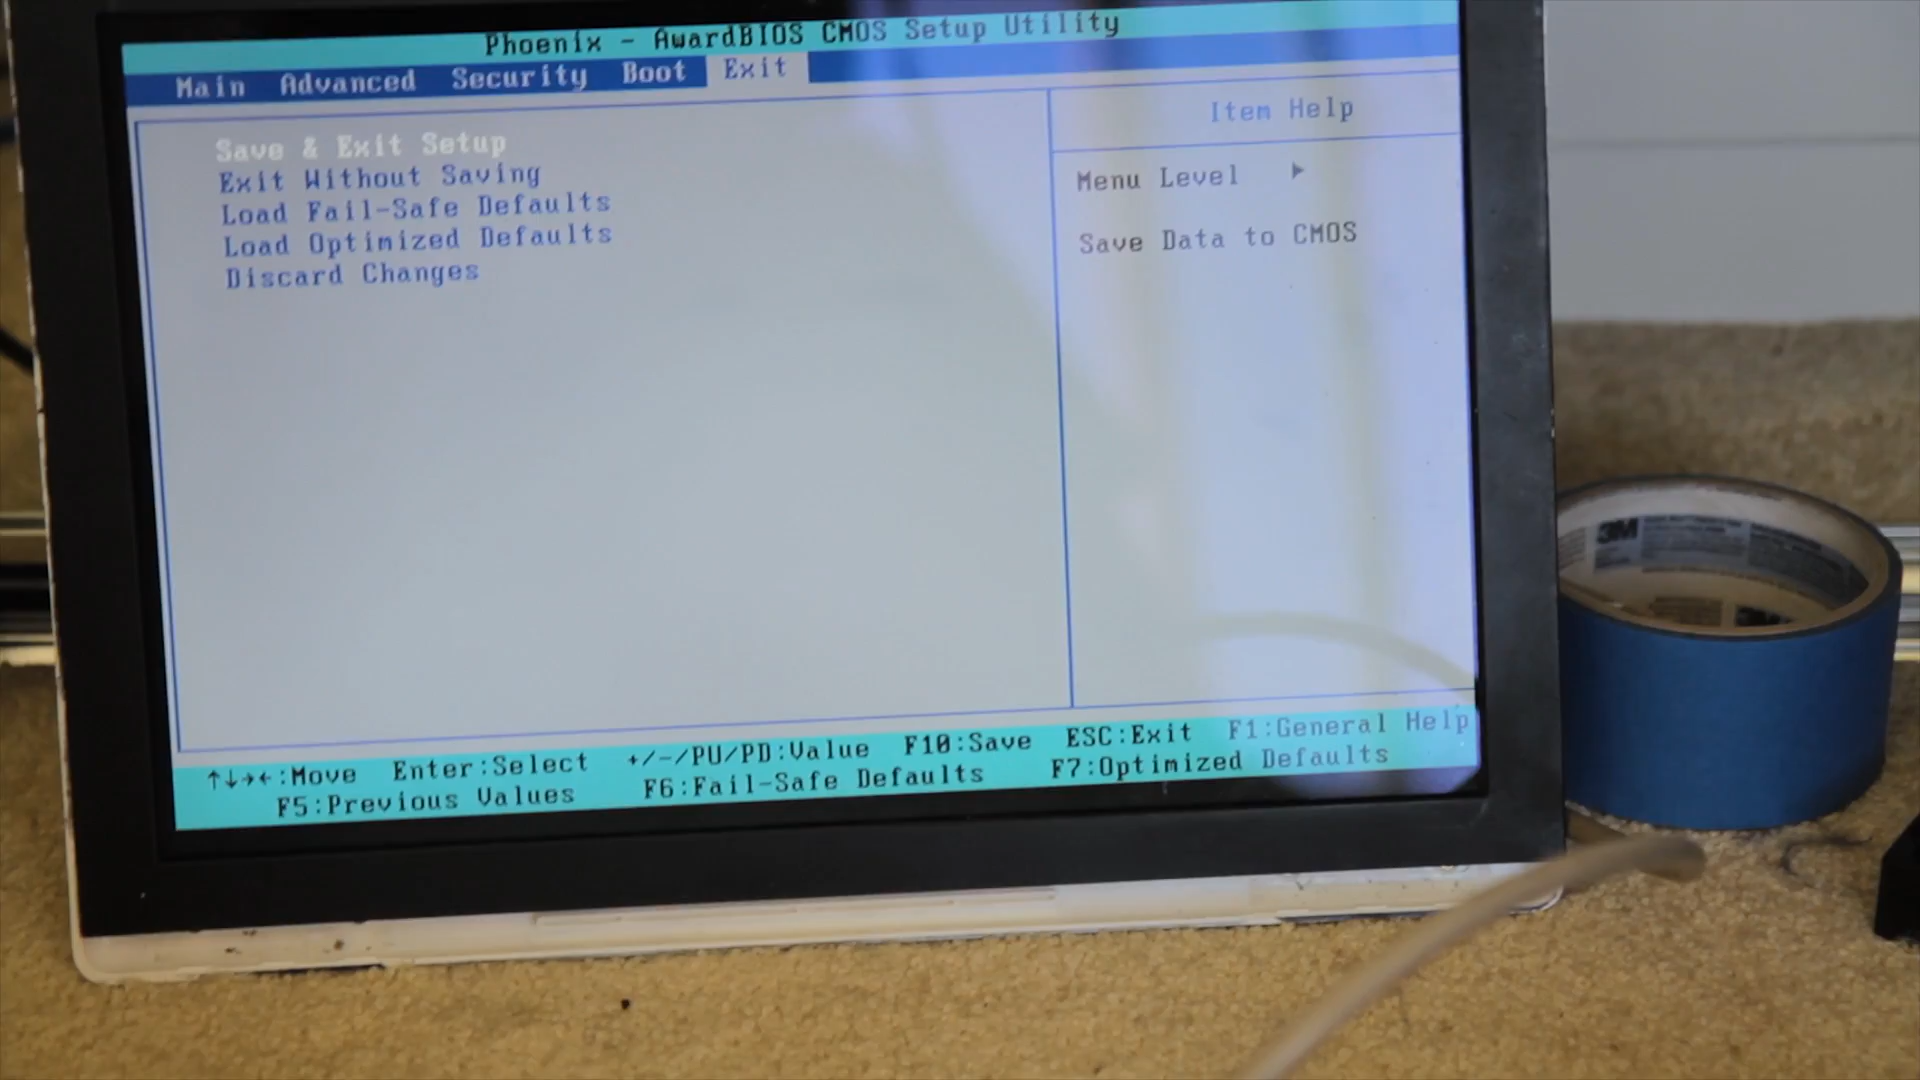 Phoenix - AwardBIOS CMOS Setup Utility
Main Advanced Security Boot Exit
Save & Exit Setup
Exit Without Saving
Load Fail-Safe Defaults
Load Optimized Defaults
Discard Changes
Item Help
Menu Level ▶
Save Data to CMOS
↑↓→←:Move Enter:Select +/-/PU/PD:Value F10:Save ESC:Exit F1:General Help
F5:Previous Values F6:Fail-Safe Defaults F7:Optimized Defaults
3M